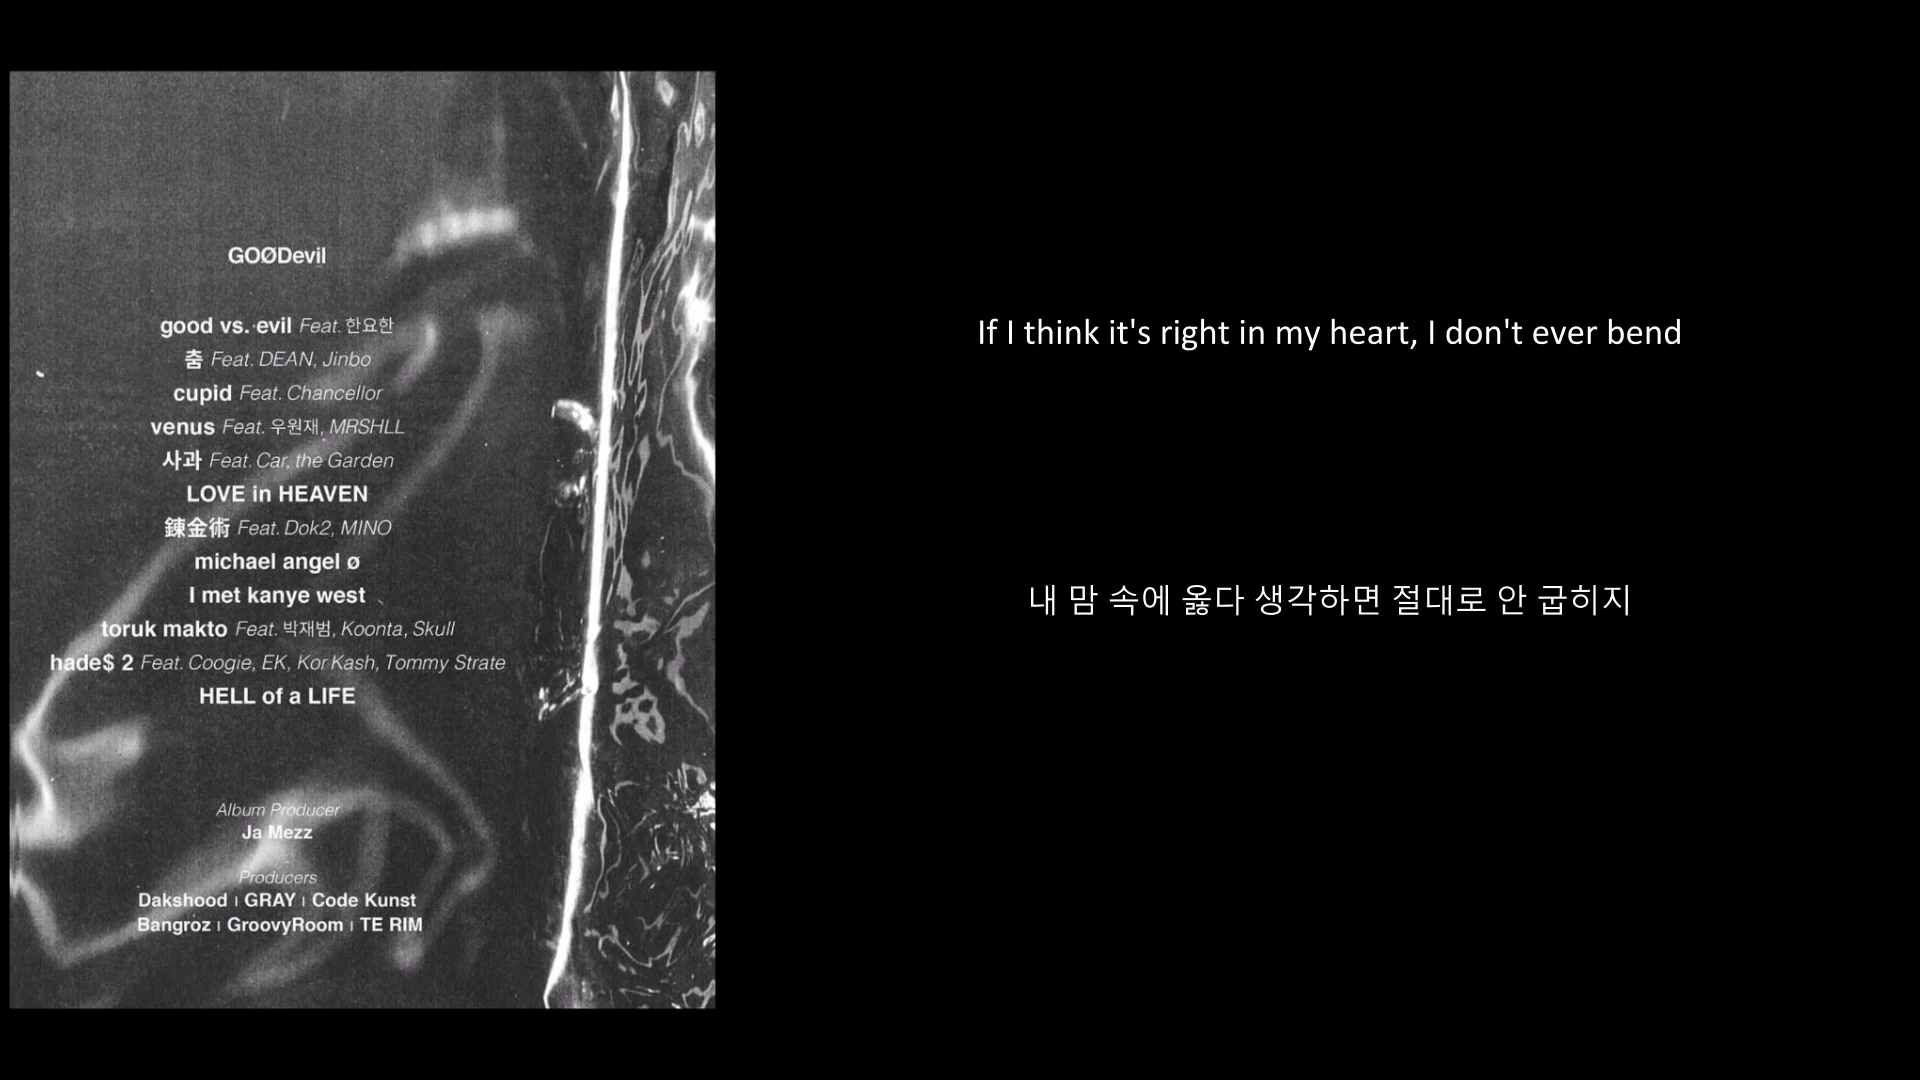 GOØDevil
good vs. evil Feat. 한요한
춤 Feat. DEAN, Jinbo
cupid Feat. Chancellor
venus Feat. 우원재, MRSHLL
사과 Feat. Car, the Garden
LOVE in HEAVEN
鍊金術 Feat. Dok2, MINO
michael angel ø
I met kanye west
toruk makto Feat. 박재범, Koonta, Skull
hade$ 2 Feat. Coogie, EK, Kor Kash, Tommy Strate
HELL of a LIFE
Album Producer
Ja Mezz
Producers
Dakshood | GRAY | Code Kunst
Bangroz | GroovyRoom | TE RIM
If I think it's right in my heart, I don't ever bend
내 맘 속에 옳다 생각하면 절대로 안 굽히지